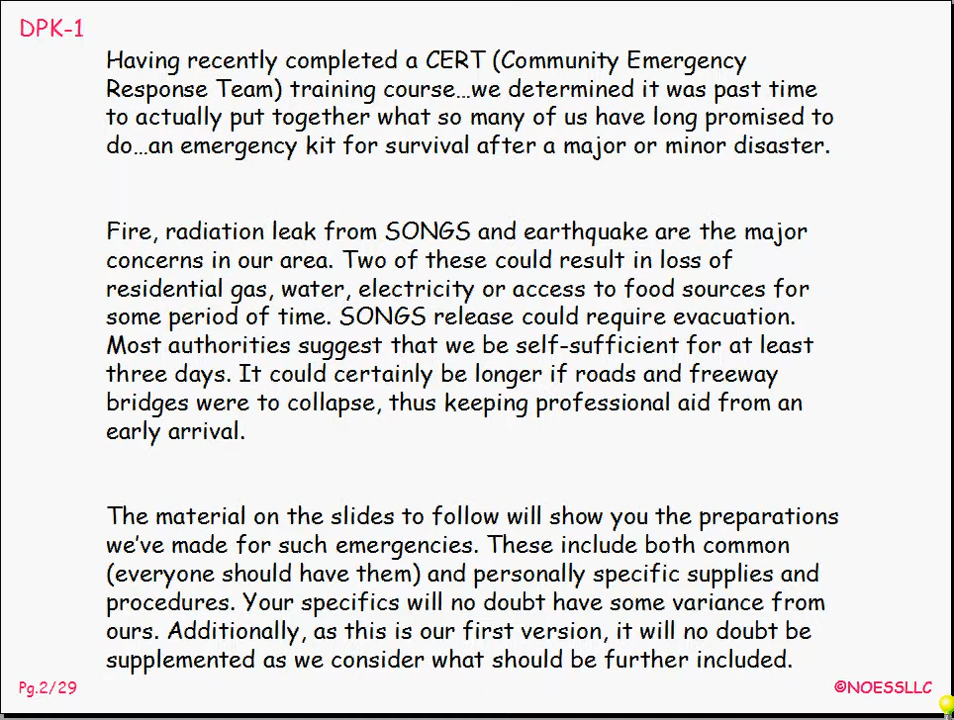 DPK-1
Having recently completed a CERT (Community Emergency
Response Team) training course…we determined it was past time
to actually put together what so many of us have long promised to
do…an emergency kit for survival after a major or minor disaster.
Fire, radiation leak from SONGS and earthquake are the major
concerns in our area. Two of these could result in loss of
residential gas, water, electricity or access to food sources for
some period of time. SONGS release could require evacuation.
Most authorities suggest that we be self-sufficient for at least
three days. It could certainly be longer if roads and freeway
bridges were to collapse, thus keeping professional aid from an
early arrival.
The material on the slides to follow will show you the preparations
we've made for such emergencies. These include both common
(everyone should have them) and personally specific supplies and
procedures. Your specifics will no doubt have some variance from
ours. Additionally, as this is our first version, it will no doubt be
supplemented as we consider what should be further included.
Pg.2/29
©NOESSLLC